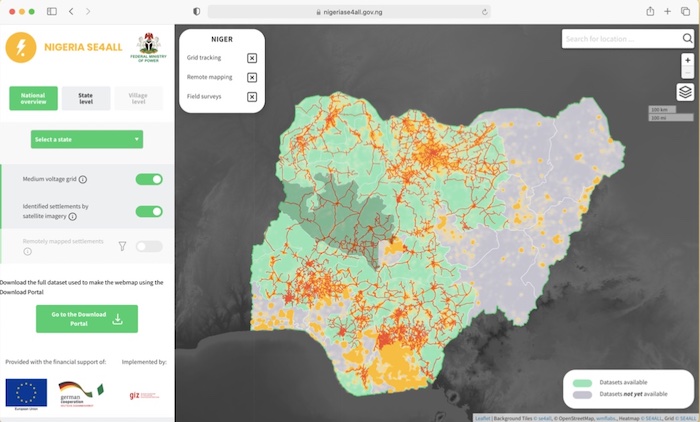 nigeriase4all.gov.ng
NIGERIA SE4ALL
FEDERAL MINISTRY
OF POWER
National
overview
State
level
Village
level
Select a state
Medium voltage grid
Identified settlements by
satellite imagery
Remotely mapped settlements
Download the full dataset used to make the webmap using the
Download Portal
Go to the Download
Portal
Provided with the financial support of:
Implemented by:
European Union
german
cooperation
giz
NIGER
Grid tracking
Remote mapping
Field surveys
Search for location...
+
-
100 km
100 mi
Datasets available
Datasets not yet available
Leaflet | Background Tiles © se4all, © OpenStreetMap, wmflabs, Heatmap © SE4ALL, Grid © SE4ALL